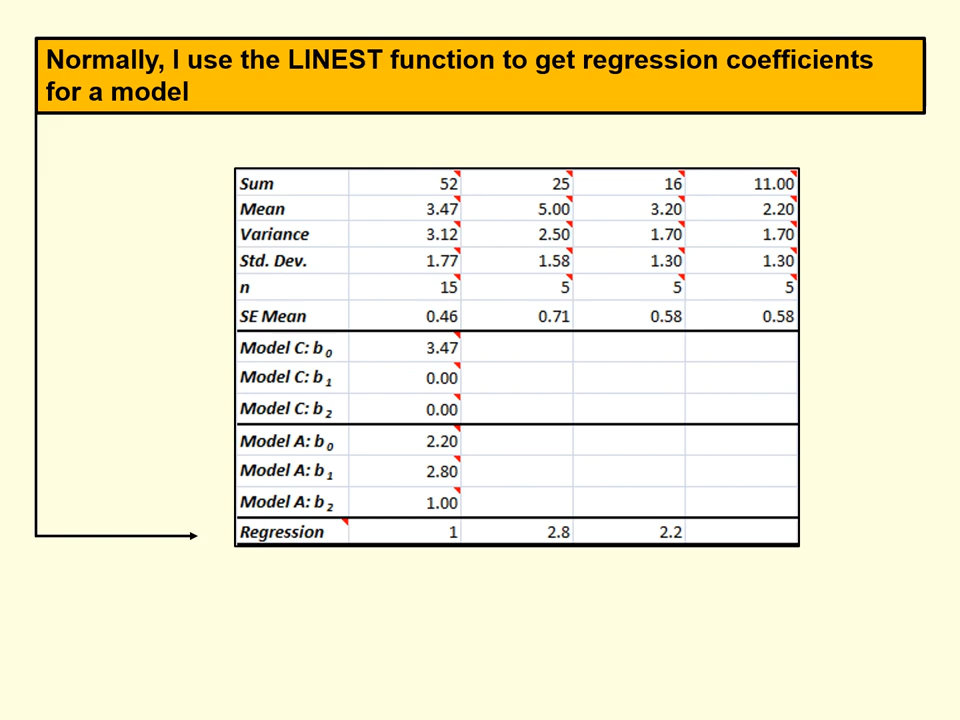 Normally, I use the LINEST function to get regression coefficients
for a model
Sum 52 25 16 11.00
Mean 3.47 5.00 3.20 2.20
Variance 3.12 2.50 1.70 1.70
Std. Dev. 1.77 1.58 1.30 1.30
n 15 5 5 5
SE Mean 0.46 0.71 0.58 0.58
Model C: b0 3.47
Model C: b1 0.00
Model C: b2 0.00
Model A: b0 2.20
Model A: b1 2.80
Model A: b2 1.00
Regression 1 2.8 2.2